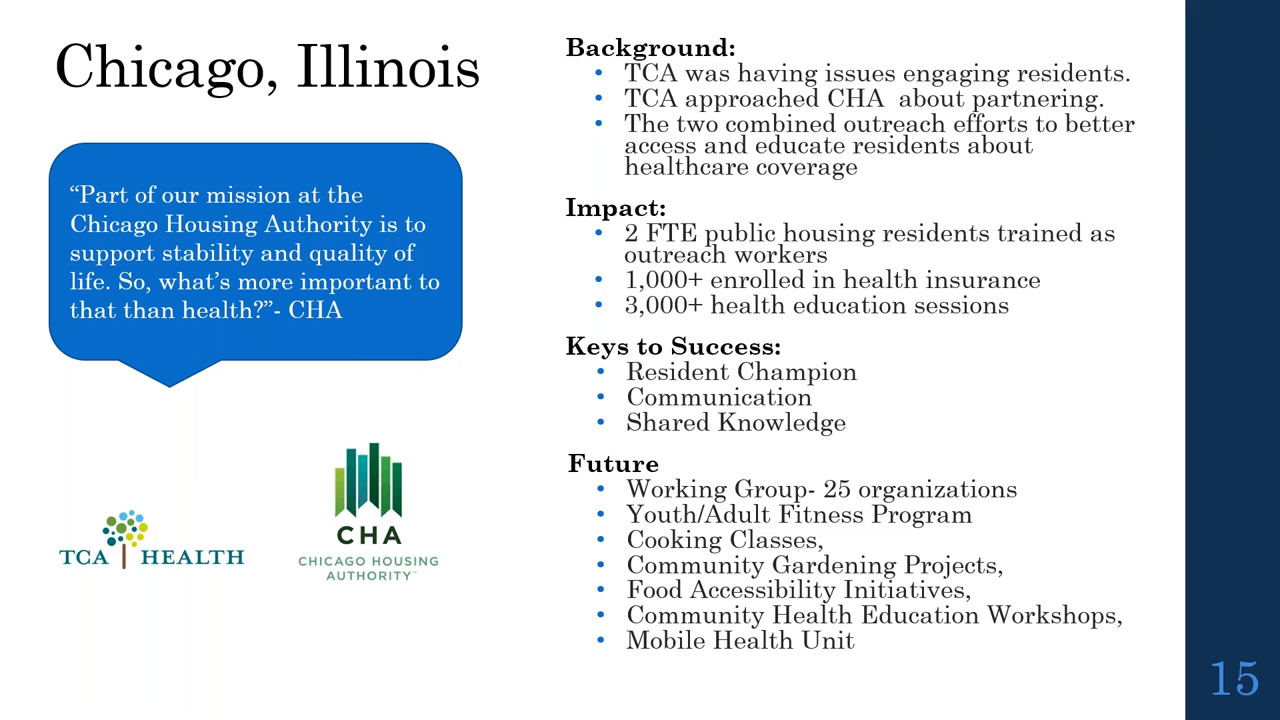 Chicago, Illinois
“Part of our mission at the
Chicago Housing Authority is to
support stability and quality of
life. So, what’s more important to
that than health?”- CHA
TCA HEALTH
CHA
CHICAGO HOUSING
AUTHORITY™
Background:
• TCA was having issues engaging residents.
• TCA approached CHA  about partnering.
• The two combined outreach efforts to better
access and educate residents about
healthcare coverage
Impact:
• 2 FTE public housing residents trained as
outreach workers
• 1,000+ enrolled in health insurance
• 3,000+ health education sessions
Keys to Success:
• Resident Champion
• Communication
• Shared Knowledge
Future
• Working Group- 25 organizations
• Youth/Adult Fitness Program
• Cooking Classes,
• Community Gardening Projects,
• Food Accessibility Initiatives,
• Community Health Education Workshops,
• Mobile Health Unit
15